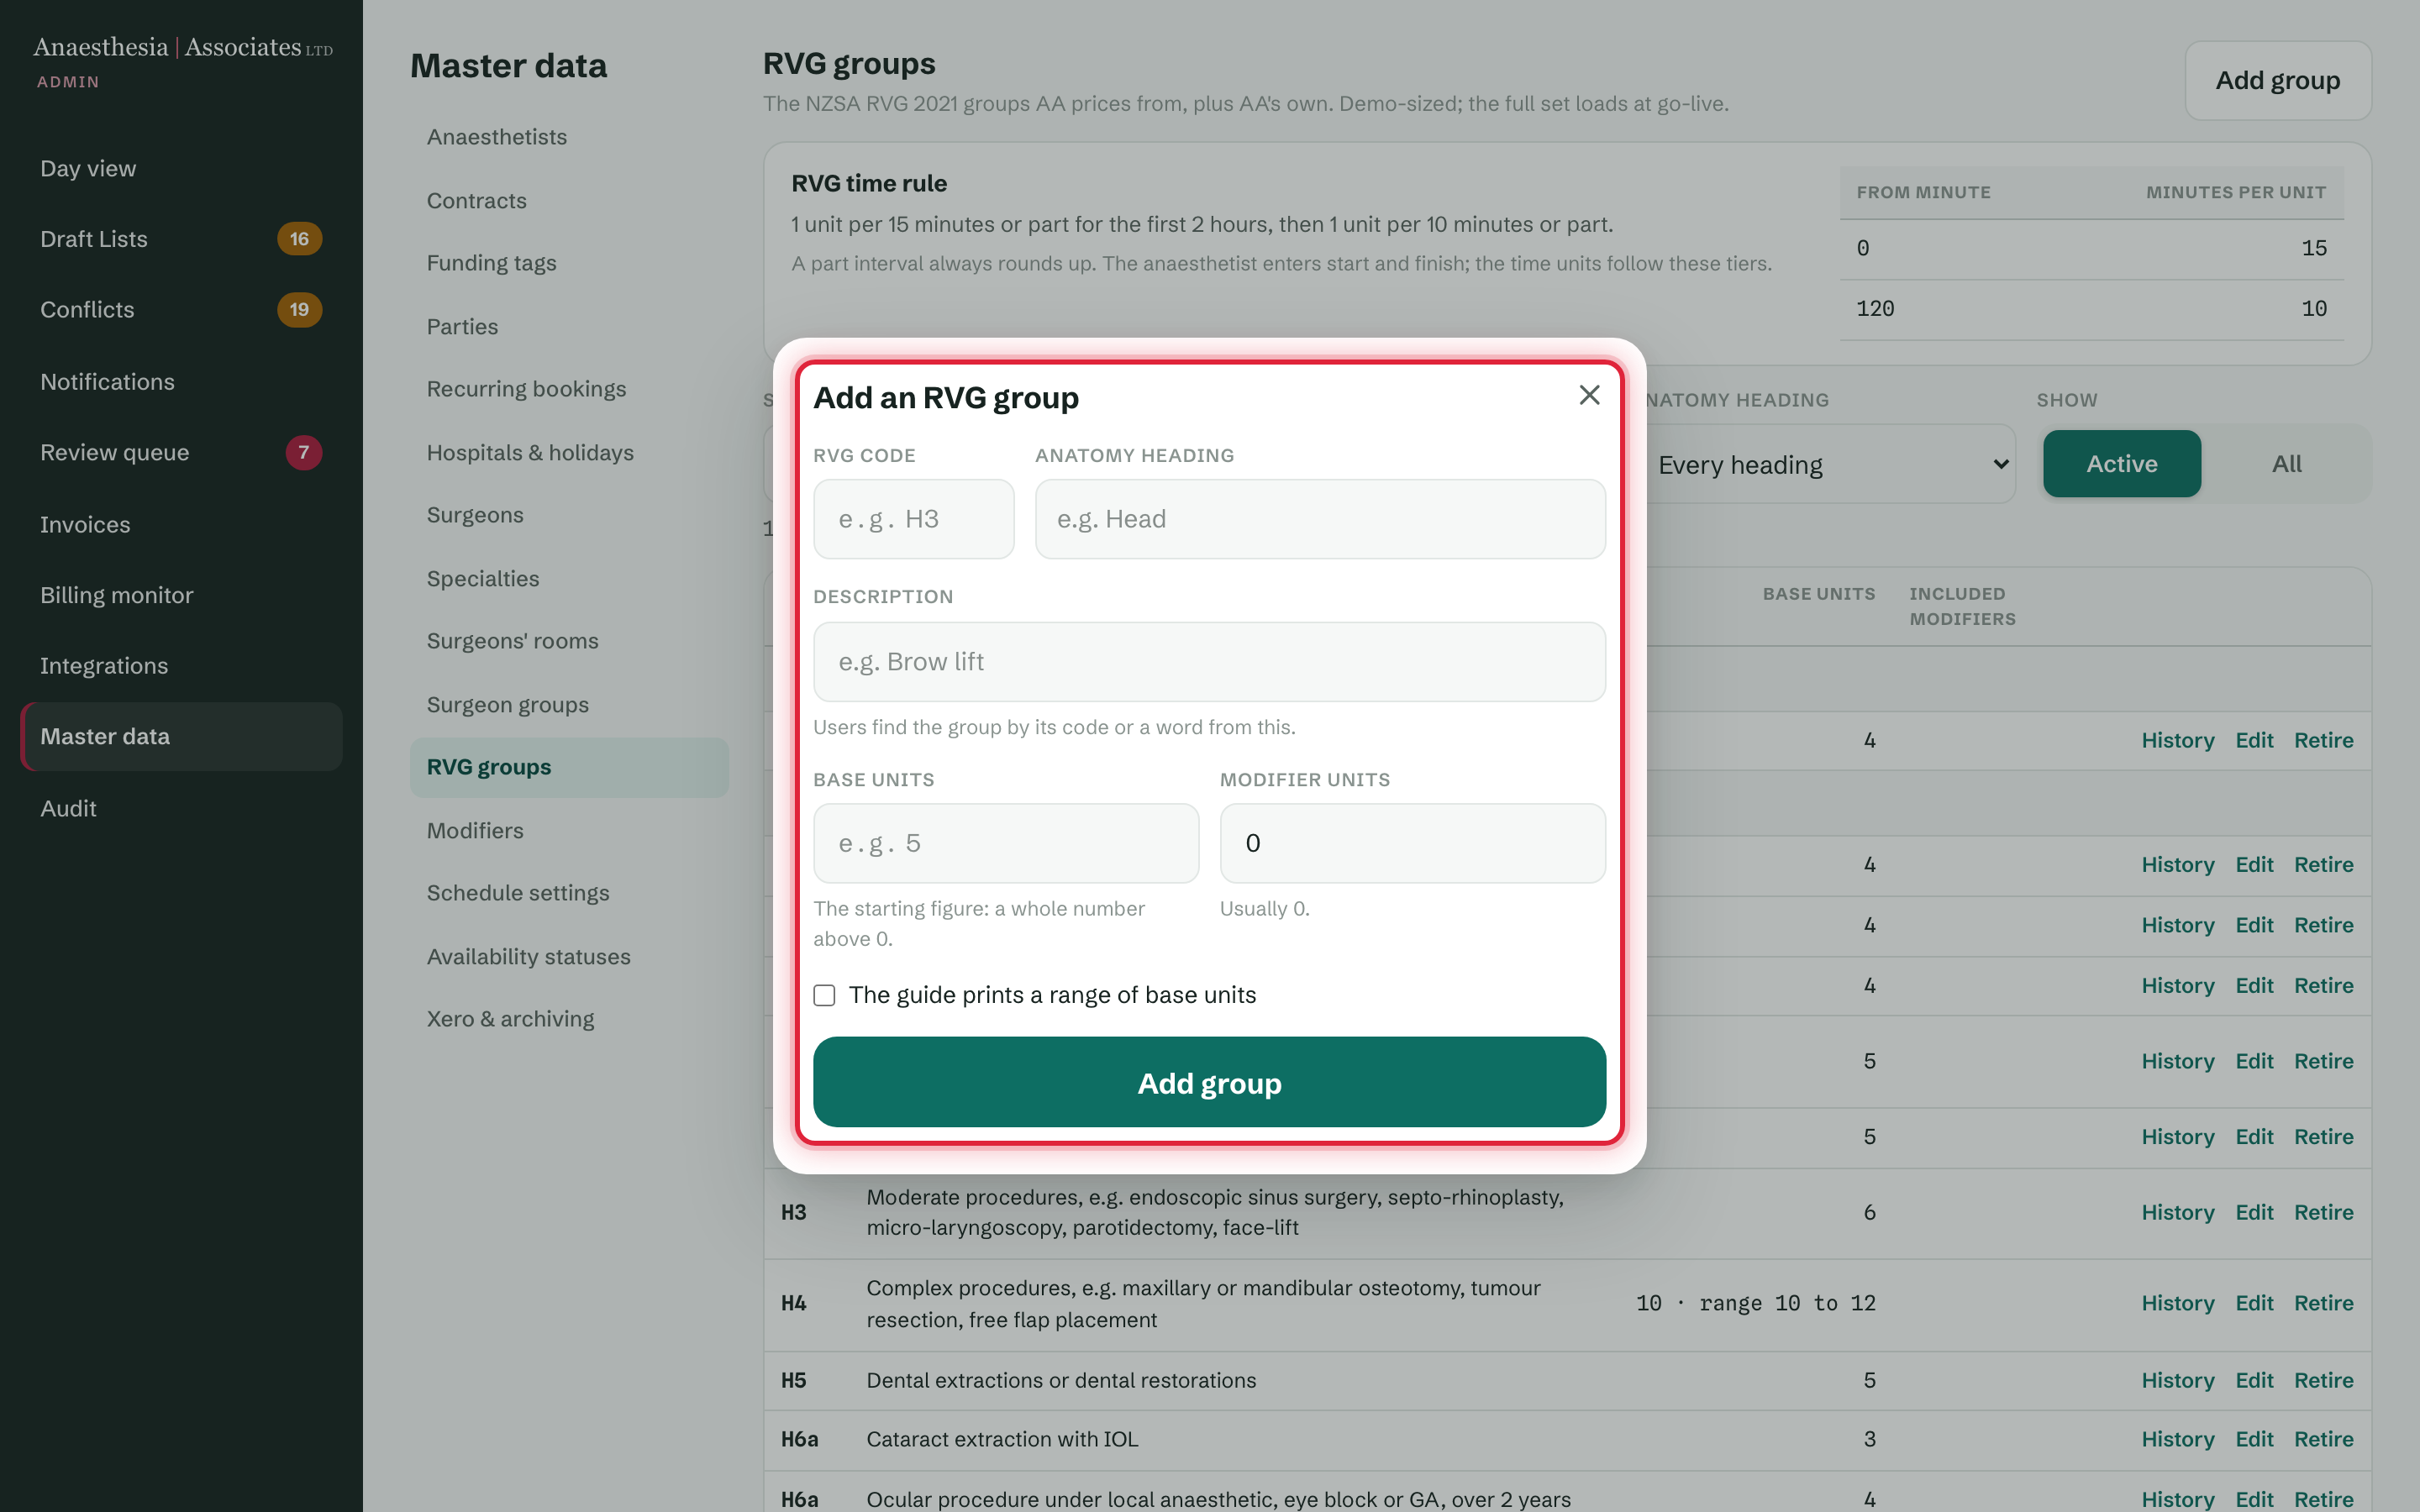 Anaesthesia | Associates LTD
ADMIN
Day view
Draft Lists 16
Conflicts 19
Notifications
Review queue 7
Invoices
Billing monitor
Integrations
Master data
Audit
Master data
Anaesthetists
Contracts
Funding tags
Parties
Recurring bookings
Hospitals & holidays
Surgeons
Specialties
Surgeons' rooms
Surgeon groups
RVG groups
Modifiers
Schedule settings
Availability statuses
Xero & archiving
RVG groups
The NZSA RVG 2021 groups AA prices from, plus AA's own. Demo-sized; the full set loads at go-live.
Add group
RVG time rule
1 unit per 15 minutes or part for the first 2 hours, then 1 unit per 10 minutes or part.
A part interval always rounds up. The anaesthetist enters start and finish; the time units follow these tiers.
FROM MINUTE MINUTES PER UNIT
0 15
120 10
NATOMY HEADING
Every heading
SHOW
Active All
BASE UNITS INCLUDED
MODIFIERS
4 History Edit Retire
4 History Edit Retire
4 History Edit Retire
4 History Edit Retire
5 History Edit Retire
5 History Edit Retire
Add an RVG group
RVG CODE ANATOMY HEADING
e.g. H3 e.g. Head
DESCRIPTION
e.g. Brow lift
Users find the group by its code or a word from this.
BASE UNITS MODIFIER UNITS
e.g. 5 0
The starting figure: a whole number Usually 0.
above 0.
The guide prints a range of base units
Add group
H3 Moderate procedures, e.g. endoscopic sinus surgery, septo-rhinoplasty, 6 History Edit Retire
micro-laryngoscopy, parotidectomy, face-lift
H4 Complex procedures, e.g. maxillary or mandibular osteotomy, tumour 10 · range 10 to 12 History Edit Retire
resection, free flap placement
H5 Dental extractions or dental restorations 5 History Edit Retire
H6a Cataract extraction with IOL 3 History Edit Retire
H6a Ocular procedure under local anaesthetic, eye block or GA, over 2 years 4 History Edit Retire